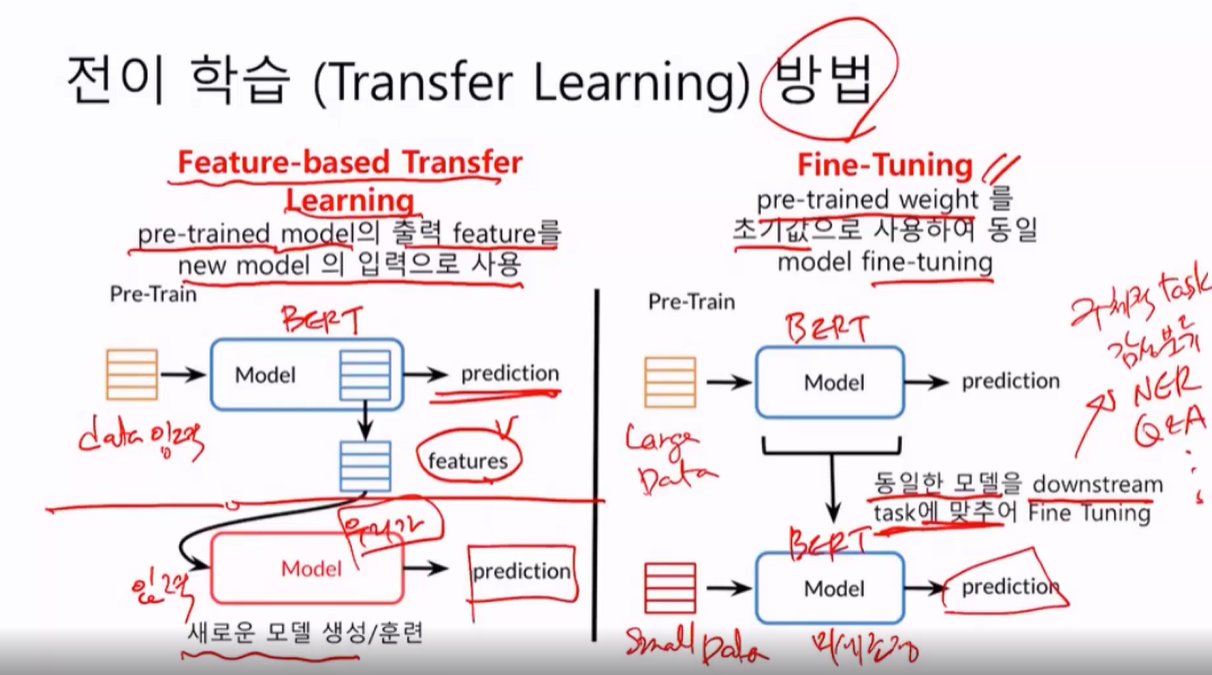 전이 학습 (Transfer Learning) 방법
Feature-based Transfer
Learning
pre-trained model의 출력 feature를
new model 의 입력으로 사용
Pre-Train
BERT
Model
prediction
data 입력
features
Model
prediction
입력
새로운 모델 생성/훈련
Fine-Tuning
pre-trained weight 를
초기값으로 사용하여 동일
model fine-tuning
Pre-Train
BERT
Model
prediction
Large
Data
구체적 task
감성분류
NER
Q&A
동일한 모델을 downstream
task에 맞추어 Fine Tuning
BERT
Model
prediction
Small Data
미세조정